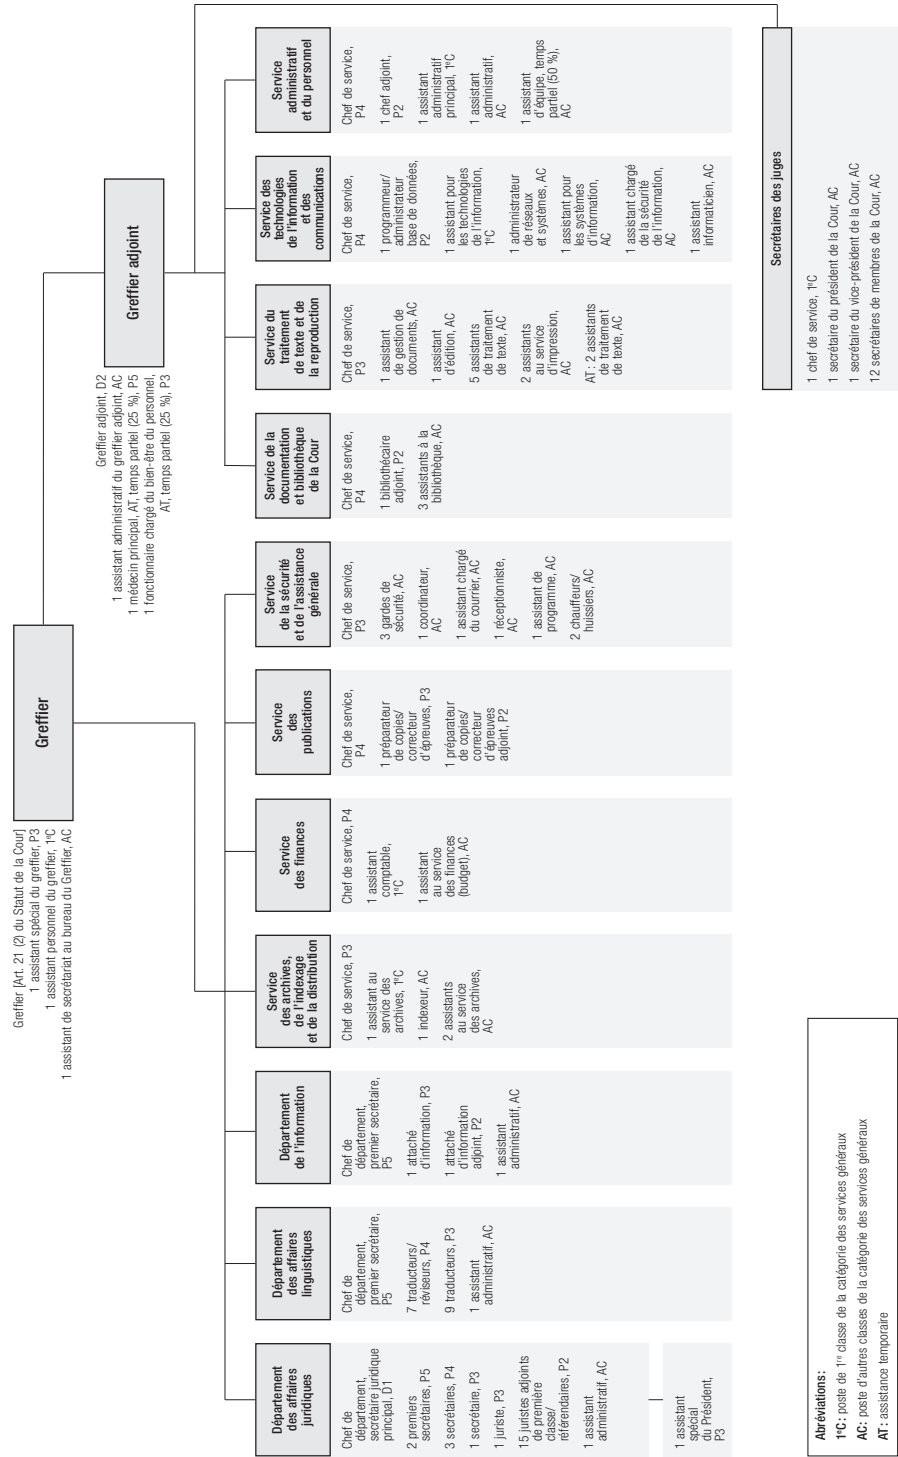 Greffier
Greffier [Art. 21 (2) du Statut de la Cour]
1 assistant spécial du greffier, P3
1 assistant personnel du greffier, 1ºC
1 assistant de secrétariat au bureau du Greffier, AC
Greffier adjoint
Greffier adjoint, D2
1 assistant administratif du greffier adjoint, AC
1 médecin principal, AT, temps partiel (25 %), P5
1 fonctionnaire chargé du bien-être du personnel,
AT, temps partiel (25 %), P3
Département
des affaires
juridiques
Chef de
département,
secrétaire juridique
principal, D1
2 premiers
secrétaires, P5
3 secrétaires, P4
1 secrétaire, P3
1 juriste, P3
15 juristes adjoints
de première
classe/
référendaires, P2
1 assistant
administratif, AC
1 assistant
spécial
du Président,
P3
Département
des affaires
linguistiques
Chef de
département,
premier secrétaire,
P5
7 traducteurs/
réviseurs, P4
9 traducteurs, P3
1 assistant
administratif, AC
Département
de l'information
Chef de
département,
premier secrétaire,
P5
1 attaché
d'information, P3
1 attaché
d'information
adjoint, P2
1 assistant
administratif, AC
Service
des archives,
de l'indexage
et de la distribution
Chef de service, P3
1 assistant au
service des
archives, 1ºC
1 indexeur, AC
2 assistants
au service
des archives,
AC
Service
des finances
Chef de service, P4
1 assistant
comptable,
1ºC
1 assistant
au service
des finances
(budget), AC
Service
des
publications
Chef de service,
P4
1 préparateur
de copies/
correcteur
d'épreuves, P3
1 préparateur
de copies/
correcteur
d'épreuves
adjoint, P2
Service
de la sécurité
et de l'assistance
générale
Chef de service,
P3
3 gardes de
sécurité, AC
1 coordinateur,
AC
1 assistant chargé
du courrier, AC
1 réceptionniste,
AC
1 assistant de
programme, AC
2 chauffeurs/
huissiers, AC
Service de la
documentation
et bibliothèque
de la Cour
Chef de service,
P4
1 bibliothécaire
adjoint, P2
3 assistants à la
bibliothèque, AC
Service du
traitement
de texte et de
la reproduction
Chef de service,
P3
1 assistant
de gestion de
documents, AC
1 assistant
d'édition, AC
5 assistants
de traitement
de texte, AC
2 assistants
au service
d'impression,
AC
AT : 2 assistants
de traitement
de texte, AC
Service des
technologies
de l'information
et des
communications
Chef de service,
P4
1 programmeur/
administrateur
base de données,
P2
1 assistant pour
les technologies
de l'information,
1ºC
1 administrateur
de réseaux
et systèmes, AC
1 assistant pour
les systèmes
d'information,
AC
1 assistant chargé
de la sécurité
de l'information,
AC
1 assistant
informaticien, AC
Service
administratif
et du personnel
Chef de service,
P4
1 chef adjoint,
P2
1 assistant
administratif
principal, 1ºC
1 assistant
administratif,
AC
1 assistant
d'équipe, temps
partiel (50 %),
AC
Secrétaires des juges
1 chef de service, 1ºC
1 secrétaire du président de la Cour, AC
1 secrétaire du vice-président de la Cour, AC
12 secrétaires de membres de la Cour, AC
Abréviations:
1ºC : poste de 1re classe de la catégorie des services généraux
AC : poste d'autres classes de la catégorie des services généraux
AT : assistance temporaire